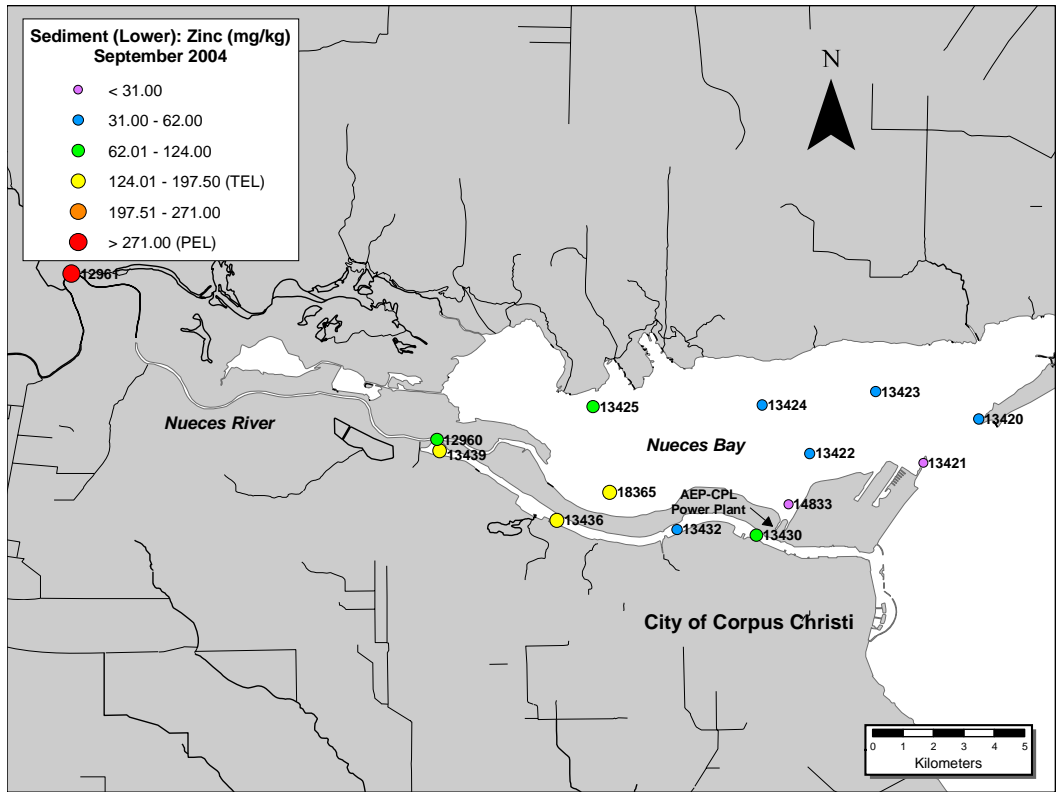 Sediment (Lower): Zinc (mg/kg)
September 2004
< 31.00
31.00 - 62.00
62.01 - 124.00
124.01 - 197.50 (TEL)
197.51 - 271.00
> 271.00 (PEL)
N
12961
13423
13424
13425
13420
Nueces River
12960
Nueces Bay
13439
13422
13421
18365
AEP-CPL
Power Plant
14833
13436
13432
13430
City of Corpus Christi
0 1 2 3 4 5
Kilometers